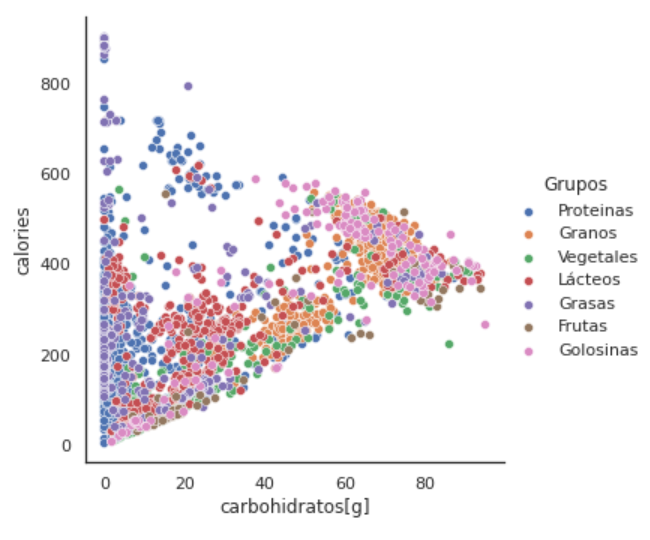 800
600
400
200
0
calories
0 20 40 60 80
carbohidratos[g]
Grupos
Proteinas
Granos
Vegetales
Lácteos
Grasas
Frutas
Golosinas